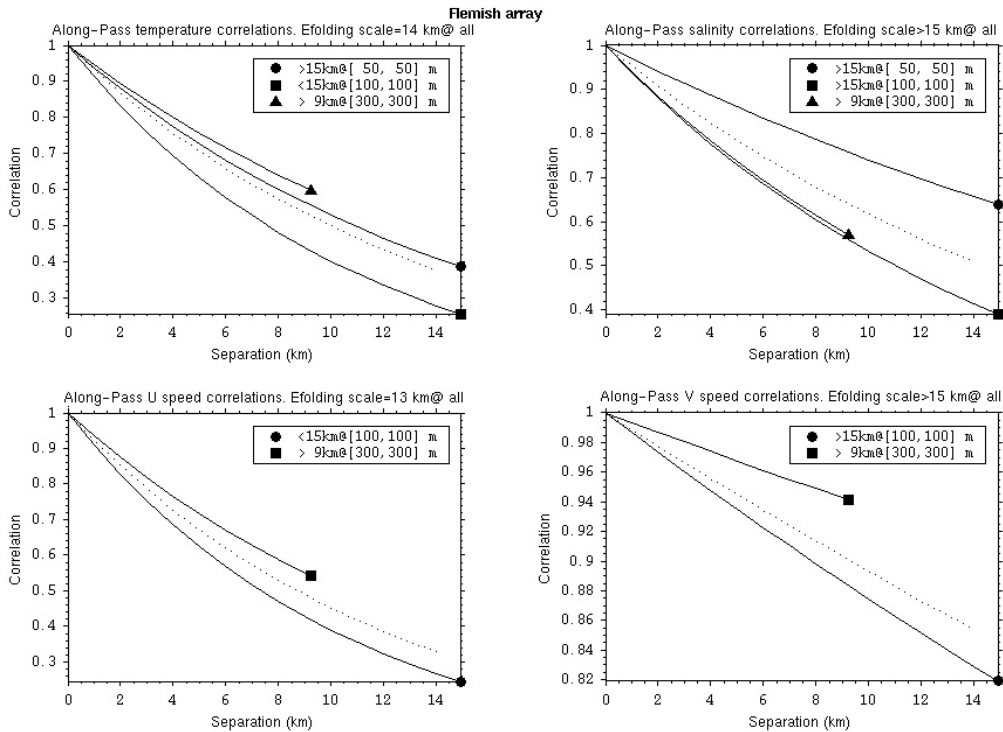 Flemish array
Along-Pass temperature correlations. Efolding scale=14 km@ all
1
0.9
0.8
0.7
0.6
0.5
0.4
0.3
Correlation
>15km@[ 50, 50] m
<15km@[100,100] m
> 9km@[300,300] m
0 2 4 6 8 10 12 14
Separation (km)
Along-Pass salinity correlations. Efolding scale>15 km@ all
1
0.9
0.8
0.7
0.6
0.5
0.4
Correlation
>15km@[ 50, 50] m
>15km@[100,100] m
> 9km@[300,300] m
0 2 4 6 8 10 12 14
Separation (km)
Along-Pass U speed correlations. Efolding scale=13 km@ all
1
0.9
0.8
0.7
0.6
0.5
0.4
0.3
Correlation
<15km@[100,100] m
> 9km@[300,300] m
0 2 4 6 8 10 12 14
Separation (km)
Along-Pass V speed correlations. Efolding scale>15 km@ all
1
0.98
0.96
0.94
0.92
0.9
0.88
0.86
0.84
0.82
Correlation
>15km@[100,100] m
> 9km@[300,300] m
0 2 4 6 8 10 12 14
Separation (km)